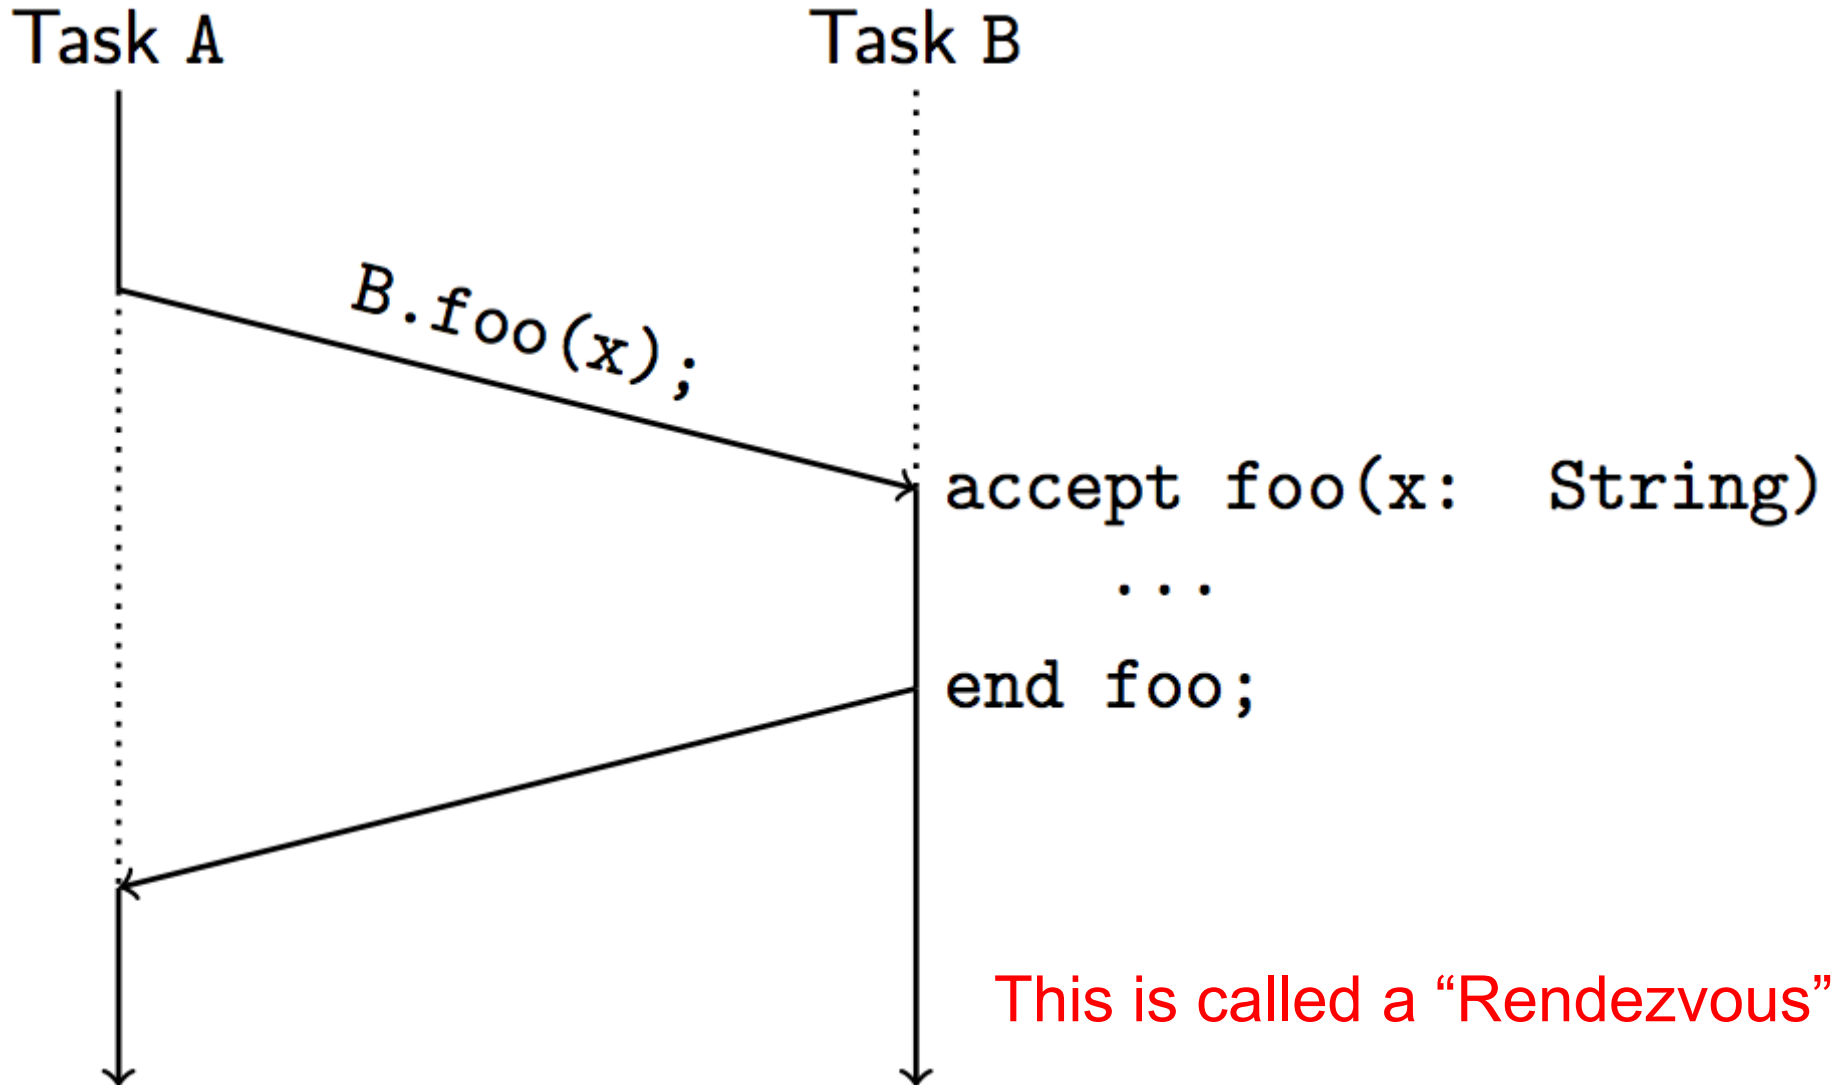 Task A
Task B
B.foo(x);
accept foo(x: String)
...
end foo;
This is called a “Rendezvous”